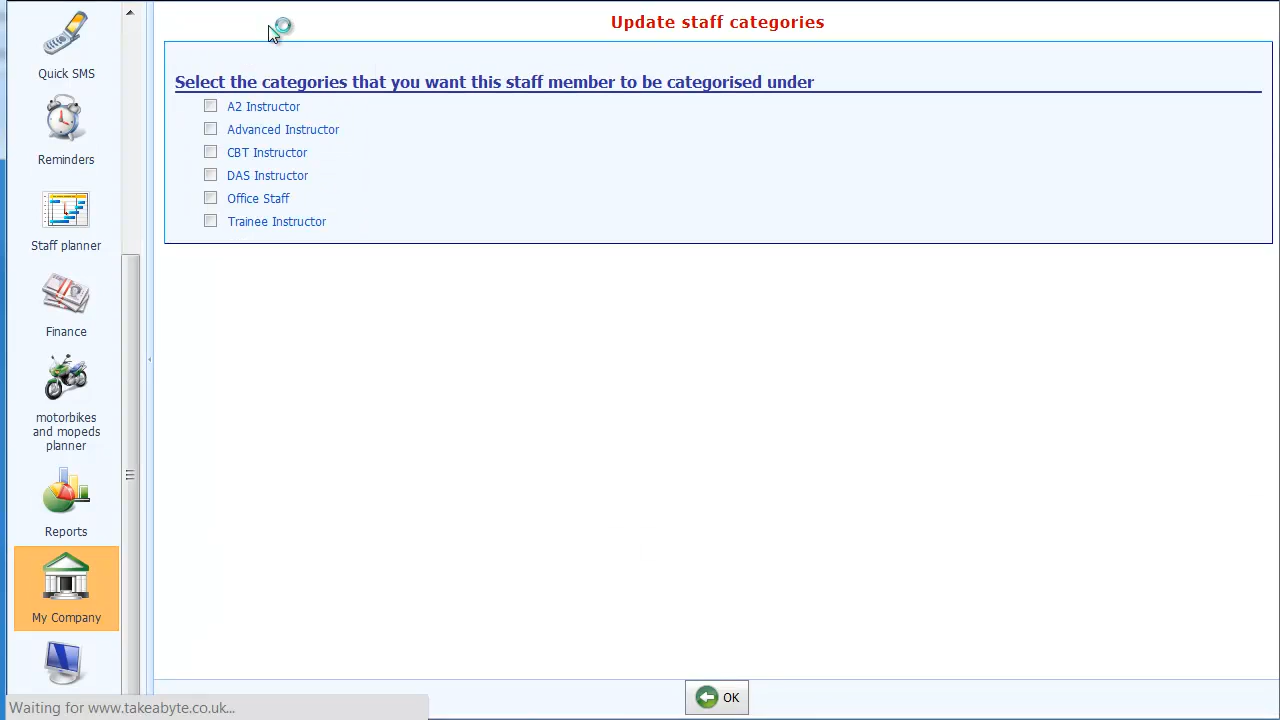 Update staff categories
Select the categories that you want this staff member to be categorised under
A2 Instructor
Advanced Instructor
CBT Instructor
DAS Instructor
Office Staff
Trainee Instructor
Quick SMS
Reminders
Staff planner
Finance
motorbikes
and mopeds
planner
Reports
My Company
OK
Waiting for www.takeabyte.co.uk...